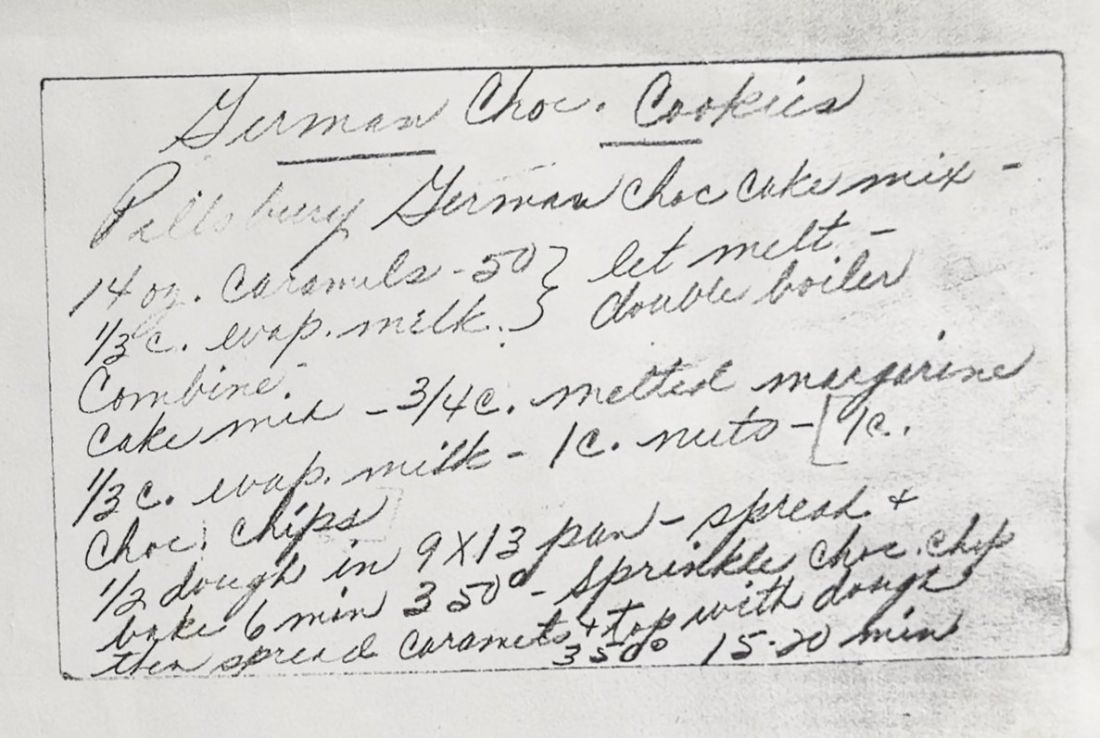 German Choc. Cookies
Pillsbury German Choc cake mix -
14 oz. Caramels - 50 } let melt -
1/3 c. evap. milk. } double boiler
Combine.
Cake mix - 3/4 c. melted margarine
1/3 c. evap. milk - 1 c. nuts - [1c.
Choc. chips]
1/2 dough in 9X13 pan - spread +
bake 6 min 350° - sprinkle choc. chip
then spread caramels + top with dough
350° 15-20 min